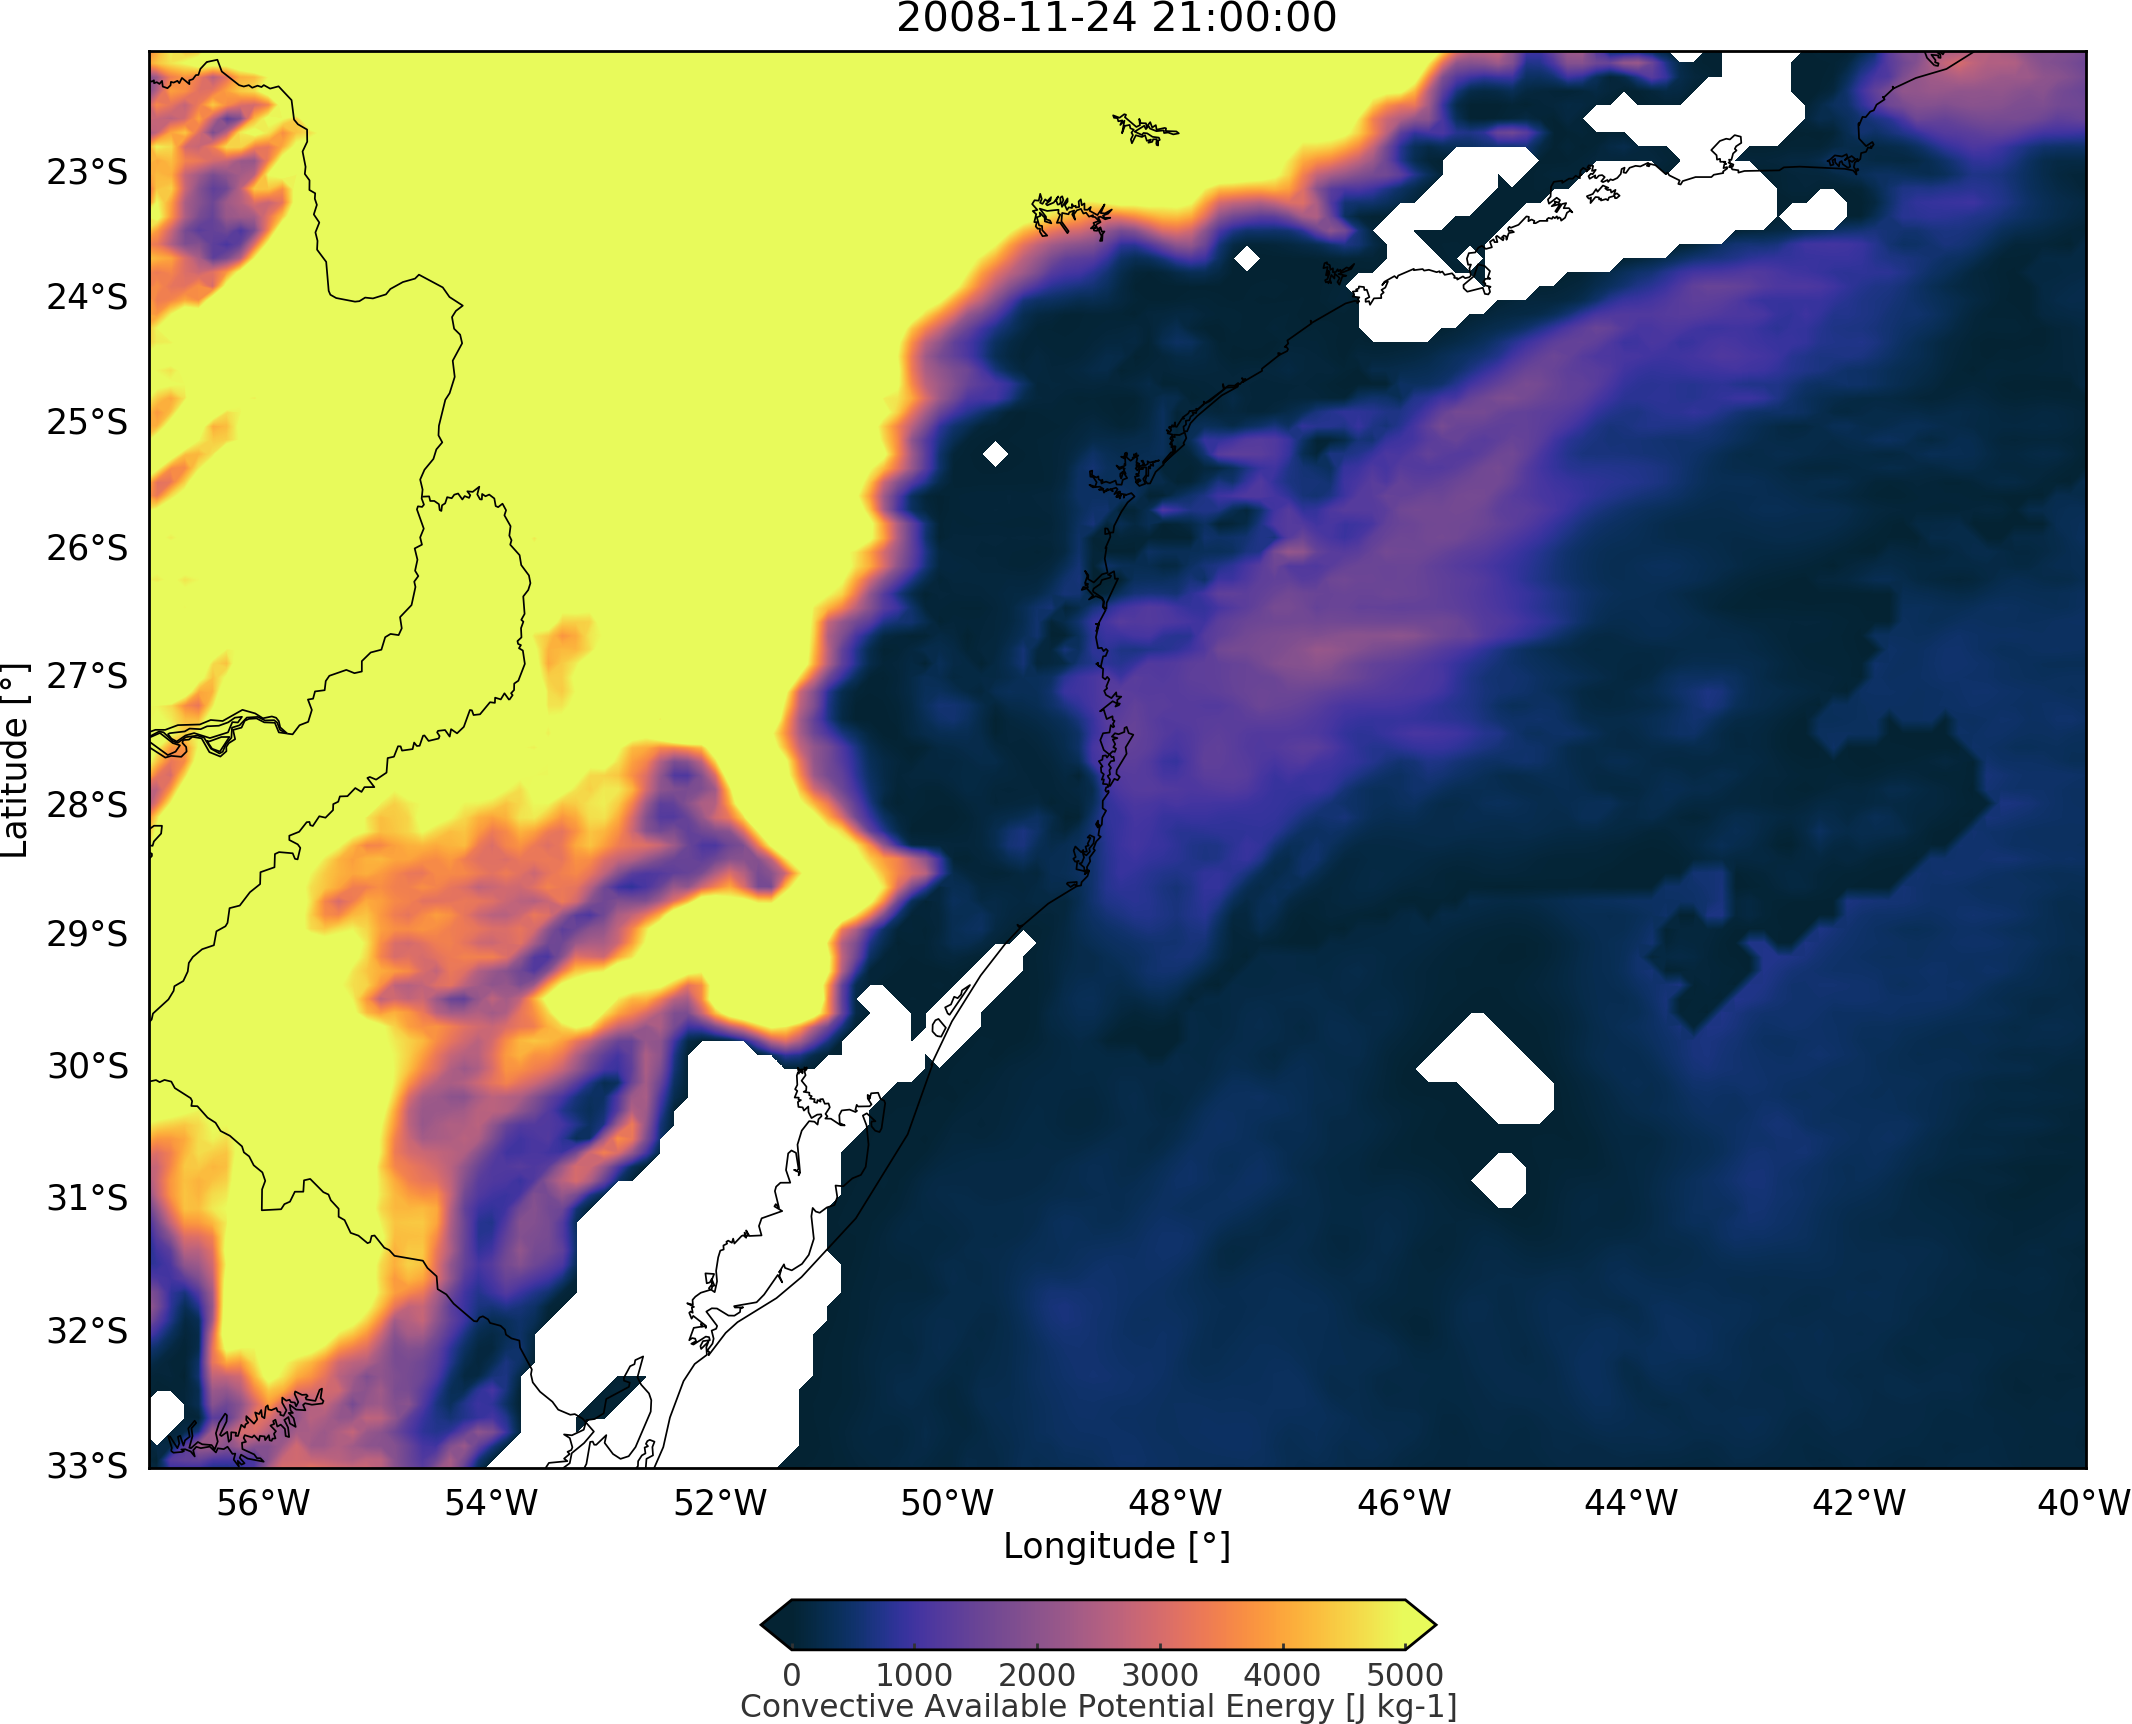 2008-11-24 21:00:00
23°S
24°S
25°S
26°S
27°S
28°S
29°S
30°S
31°S
32°S
33°S
Latitude [°]
56°W 54°W 52°W 50°W 48°W 46°W 44°W 42°W 40°W
Longitude [°]
0 1000 2000 3000 4000 5000
Convective Available Potential Energy [J kg-1]